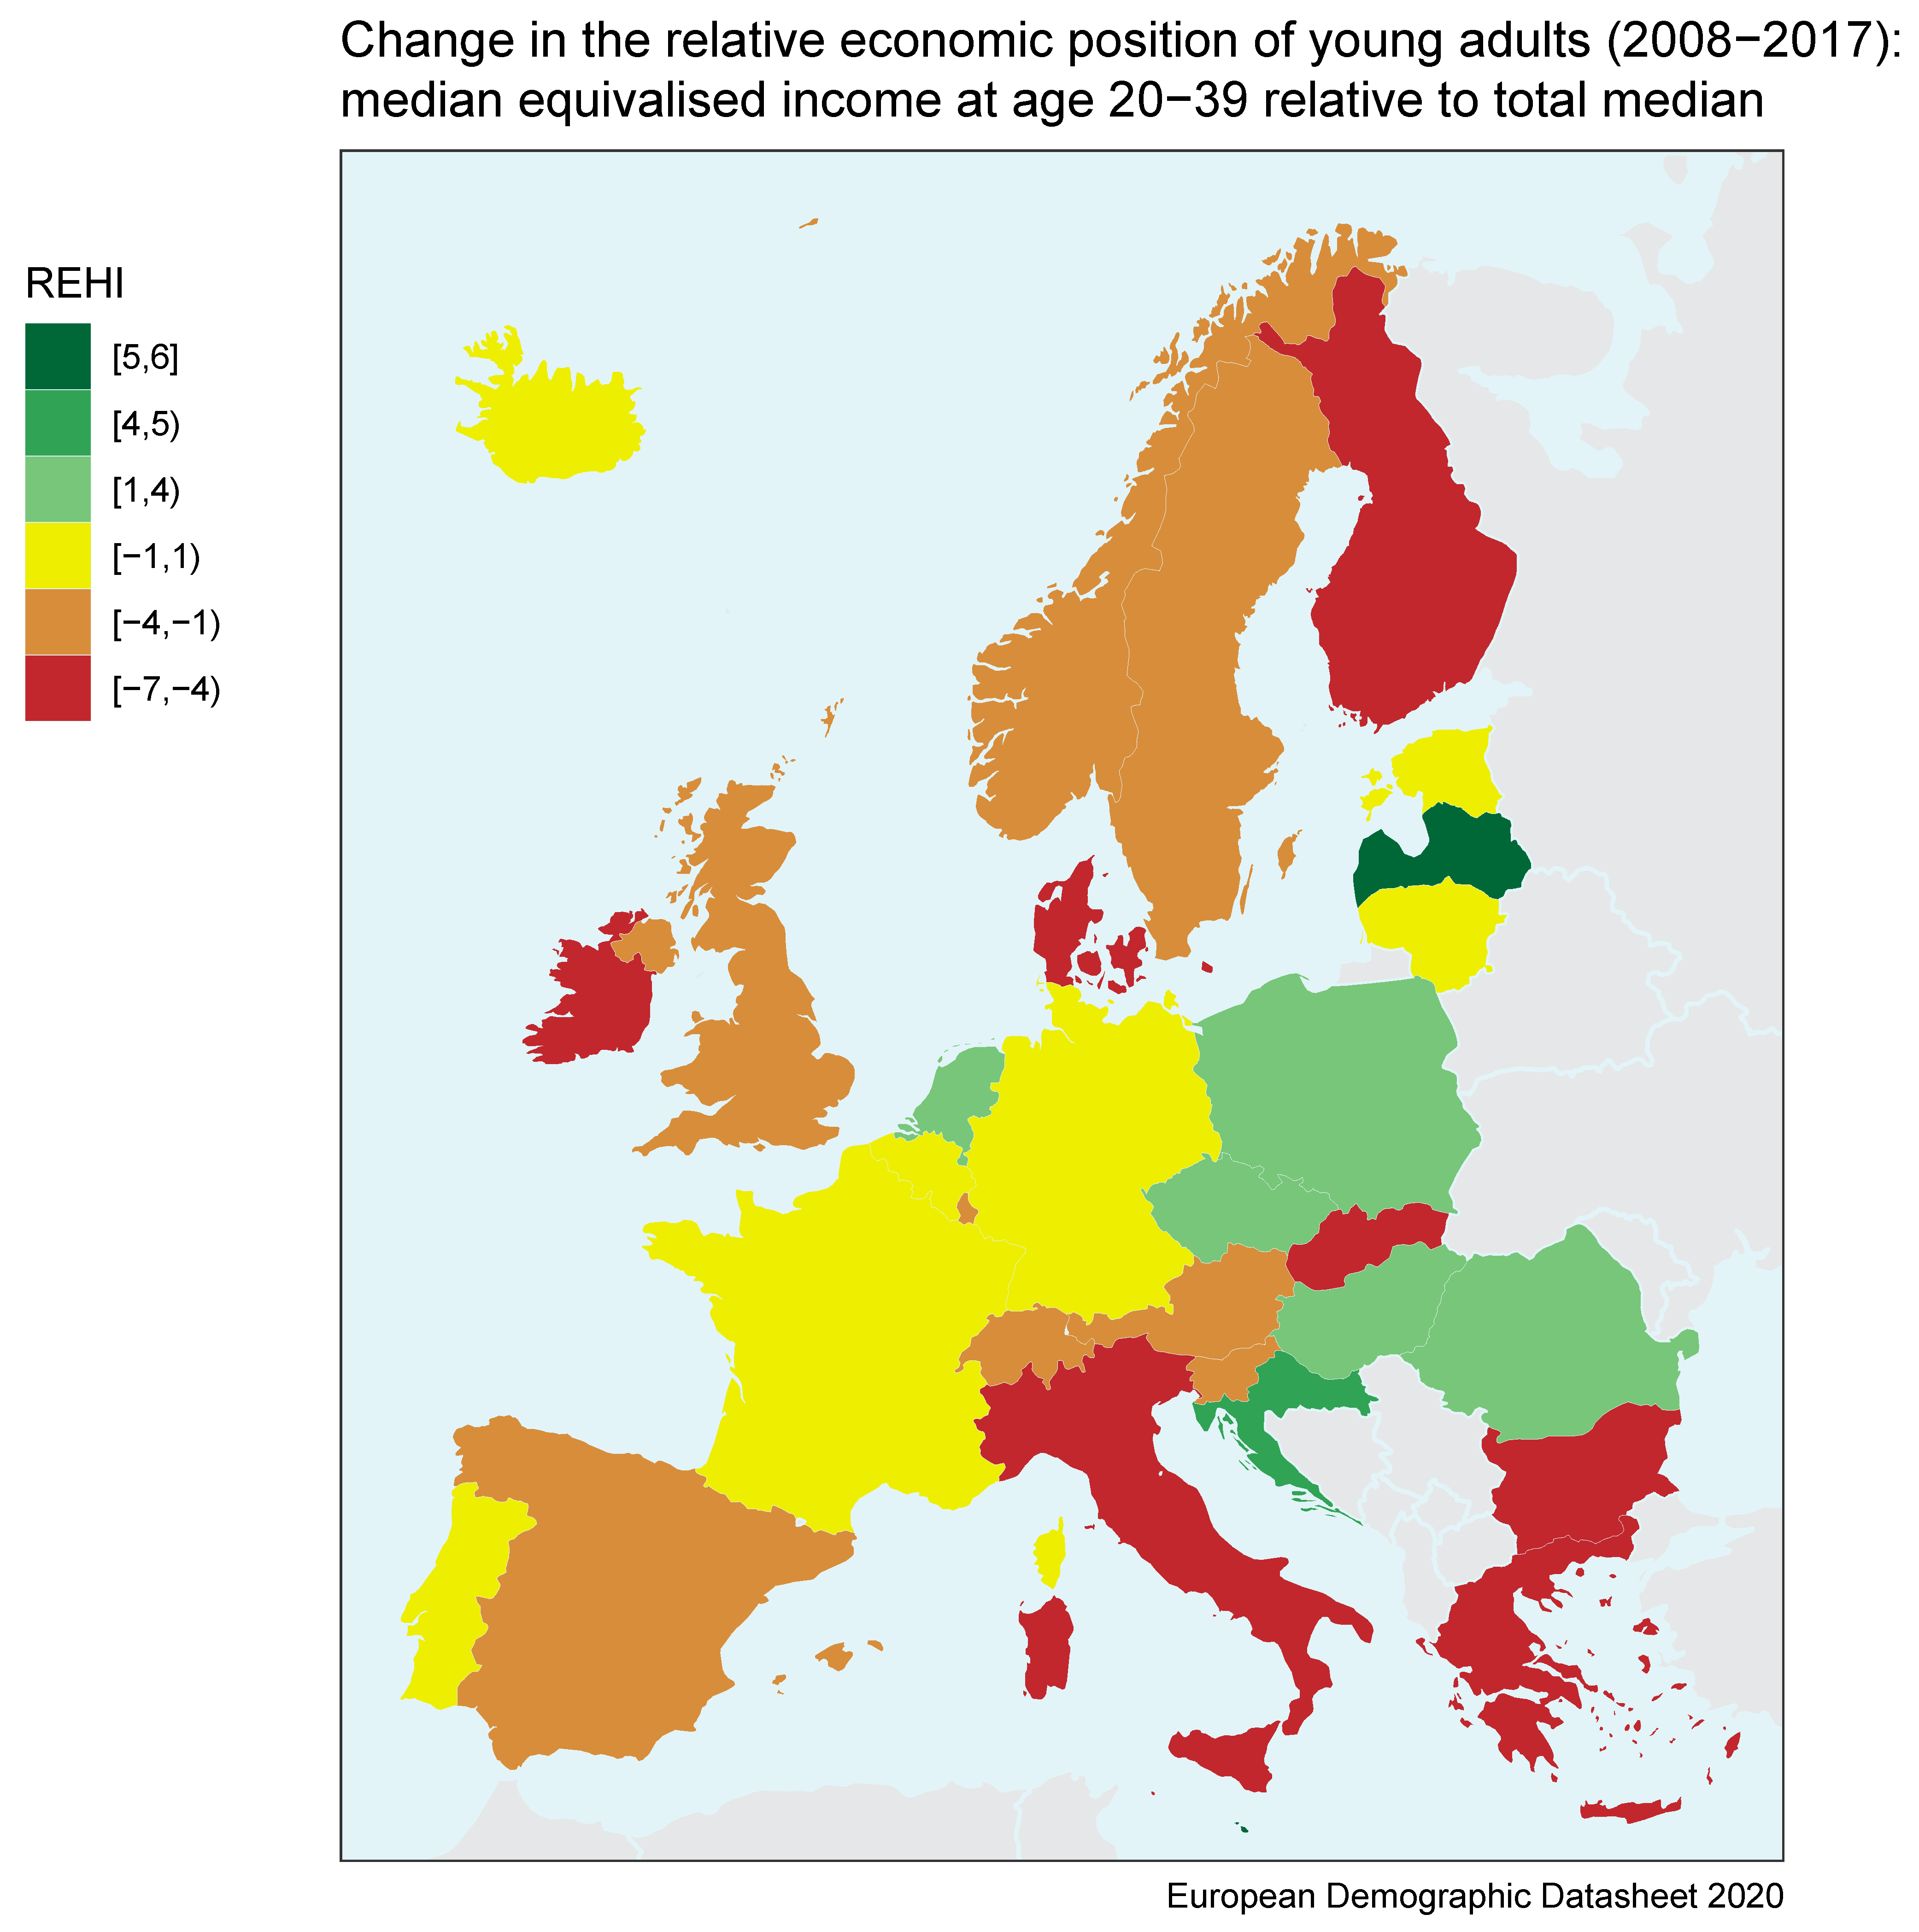 Change in the relative economic position of young adults (2008−2017):
median equivalised income at age 20−39 relative to total median
REHI
[5,6]
[4,5)
[1,4)
[−1,1)
[−4,−1)
[−7,−4)
European Demographic Datasheet 2020